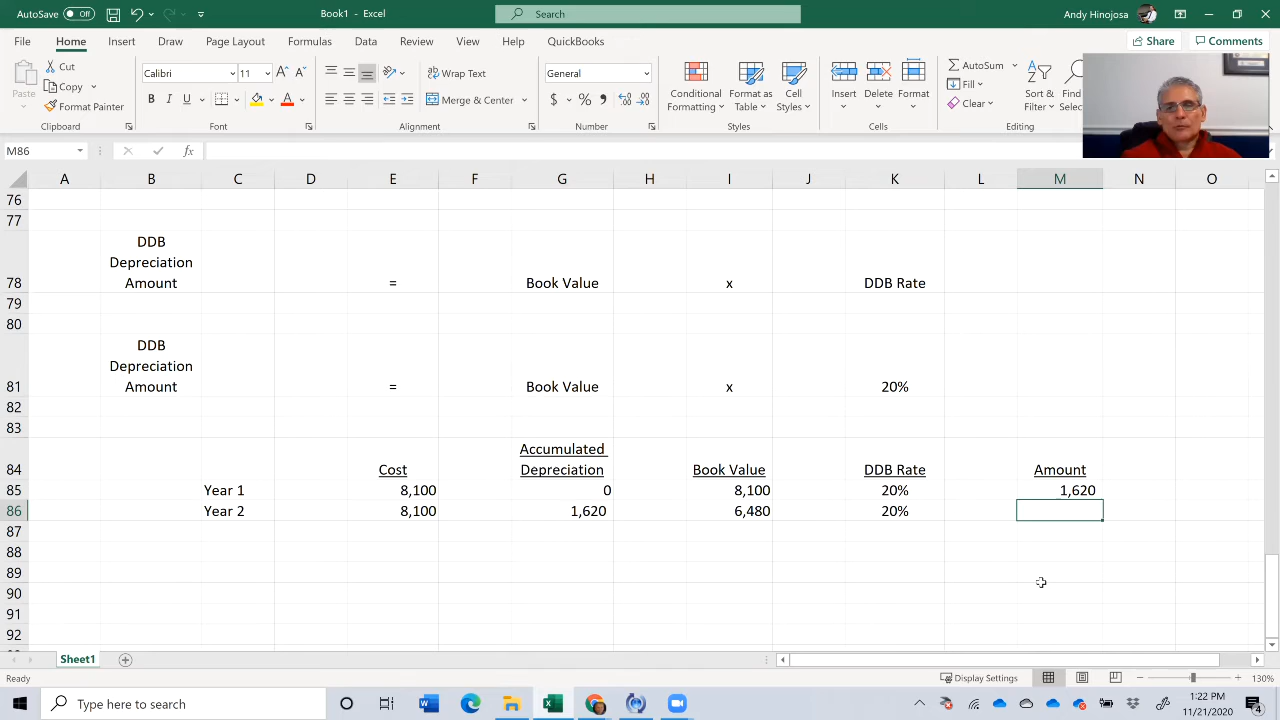 AutoSave Off Book1 - Excel Search Andy Hinojosa
File Home Insert Draw Page Layout Formulas Data Review View Help QuickBooks Share Comments
Cut
Copy
Format Painter
Paste
Clipboard
Calibri 11
B I U
Font
Wrap Text
Merge & Center
Alignment
General
$ % 9
Number
Conditional Formatting
Format as Table
Cell Styles
Styles
Insert Delete Format
Cells
AutoSum
Fill
Clear
Sort & Filter
Editing
M86 fx
A B C D E F G H I J K L M N O
76
77
DDB
Depreciation
78 Amount = Book Value x DDB Rate
79
80
DDB
Depreciation
81 Amount = Book Value x 20%
82
83
Accumulated
84 Cost Depreciation Book Value DDB Rate Amount
85 Year 1 8,100 0 8,100 20% 1,620
86 Year 2 8,100 1,620 6,480 20%
87
88
89
90
91
92
Sheet1
Ready Display Settings 130%
Type here to search
1:22 PM
11/21/2020
4